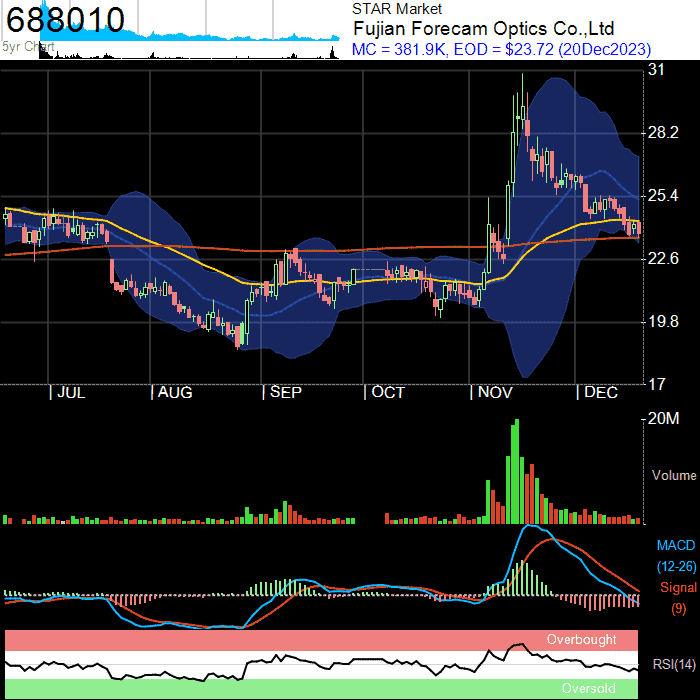 688010
5yr Chart
STAR Market
Fujian Forecam Optics Co.,Ltd
MC = 381.9K, EOD = $23.72 (20Dec2023)
31
28.2
25.4
22.6
19.8
17
JUL AUG SEP OCT NOV DEC
20M
Volume
MACD
(12-26)
Signal
(9)
Overbought
RSI(14)
Oversold